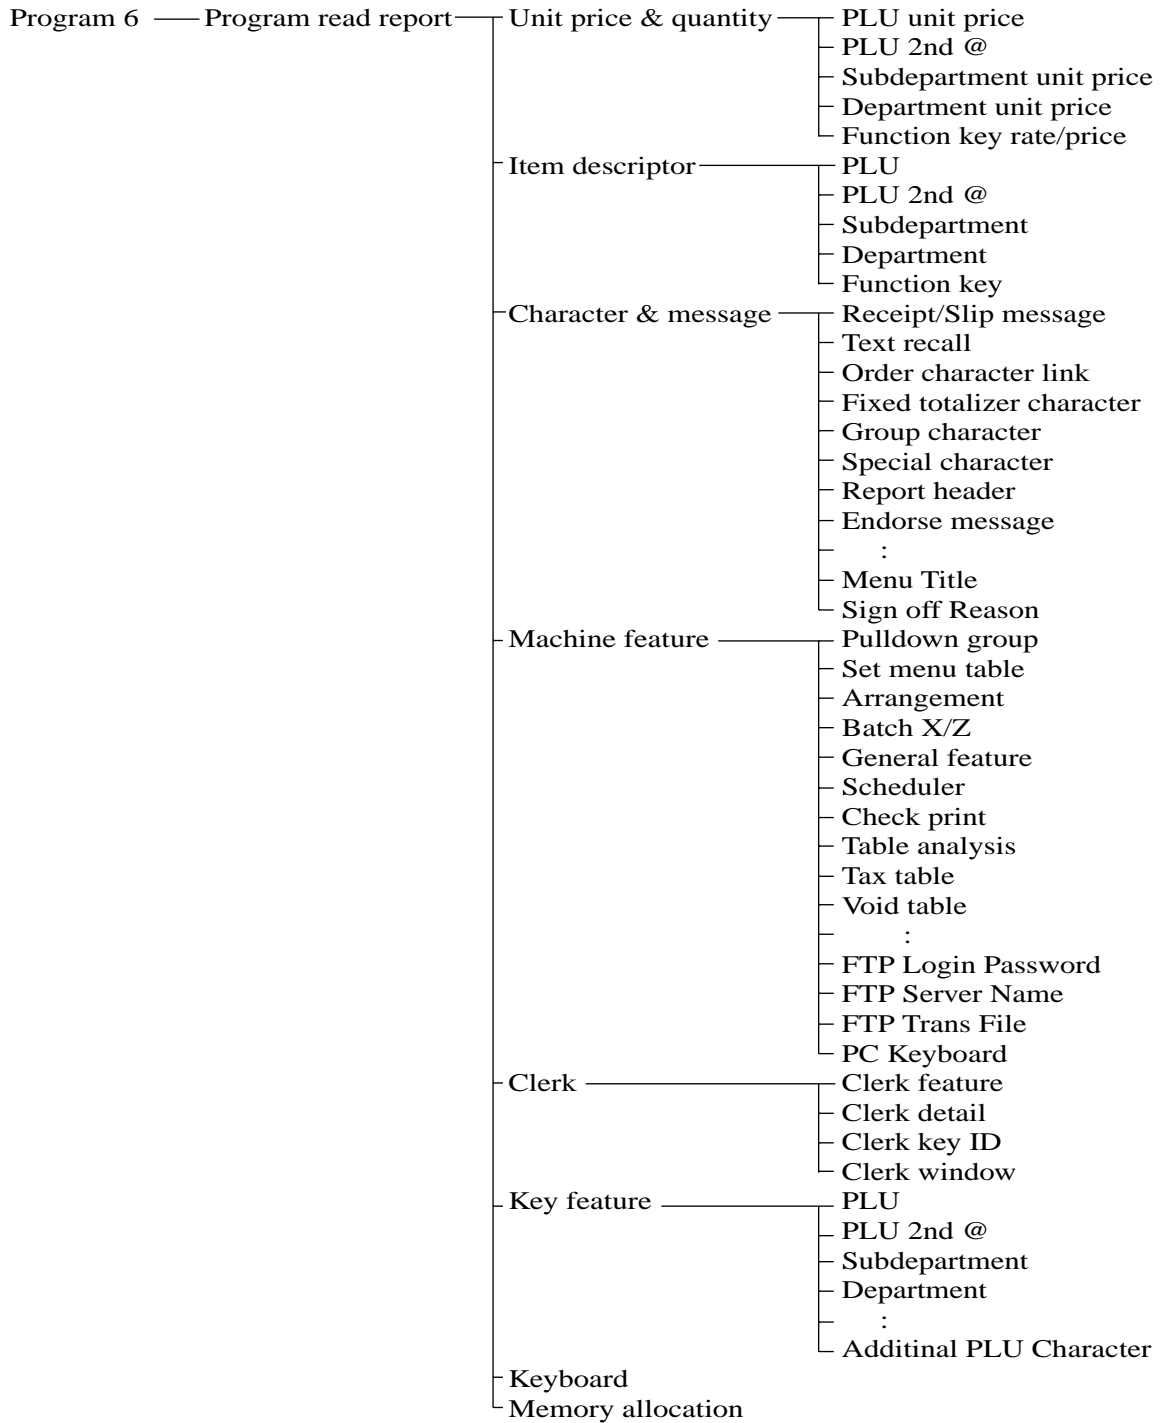 Program 6 Program read report Unit price & quantity PLU unit price
PLU 2nd @
Subdepartment unit price
Department unit price
Function key rate/price
Item descriptor PLU
PLU 2nd @
Subdepartment
Department
Function key
Character & message Receipt/Slip message
Text recall
Order character link
Fixed totalizer character
Group character
Special character
Report header
Endorse message
:
Menu Title
Sign off Reason
Machine feature Pulldown group
Set menu table
Arrangement
Batch X/Z
General feature
Scheduler
Check print
Table analysis
Tax table
Void table
:
FTP Login Password
FTP Server Name
FTP Trans File
PC Keyboard
Clerk Clerk feature
Clerk detail
Clerk key ID
Clerk window
Key feature PLU
PLU 2nd @
Subdepartment
Department
:
Additinal PLU Character
Keyboard
Memory allocation